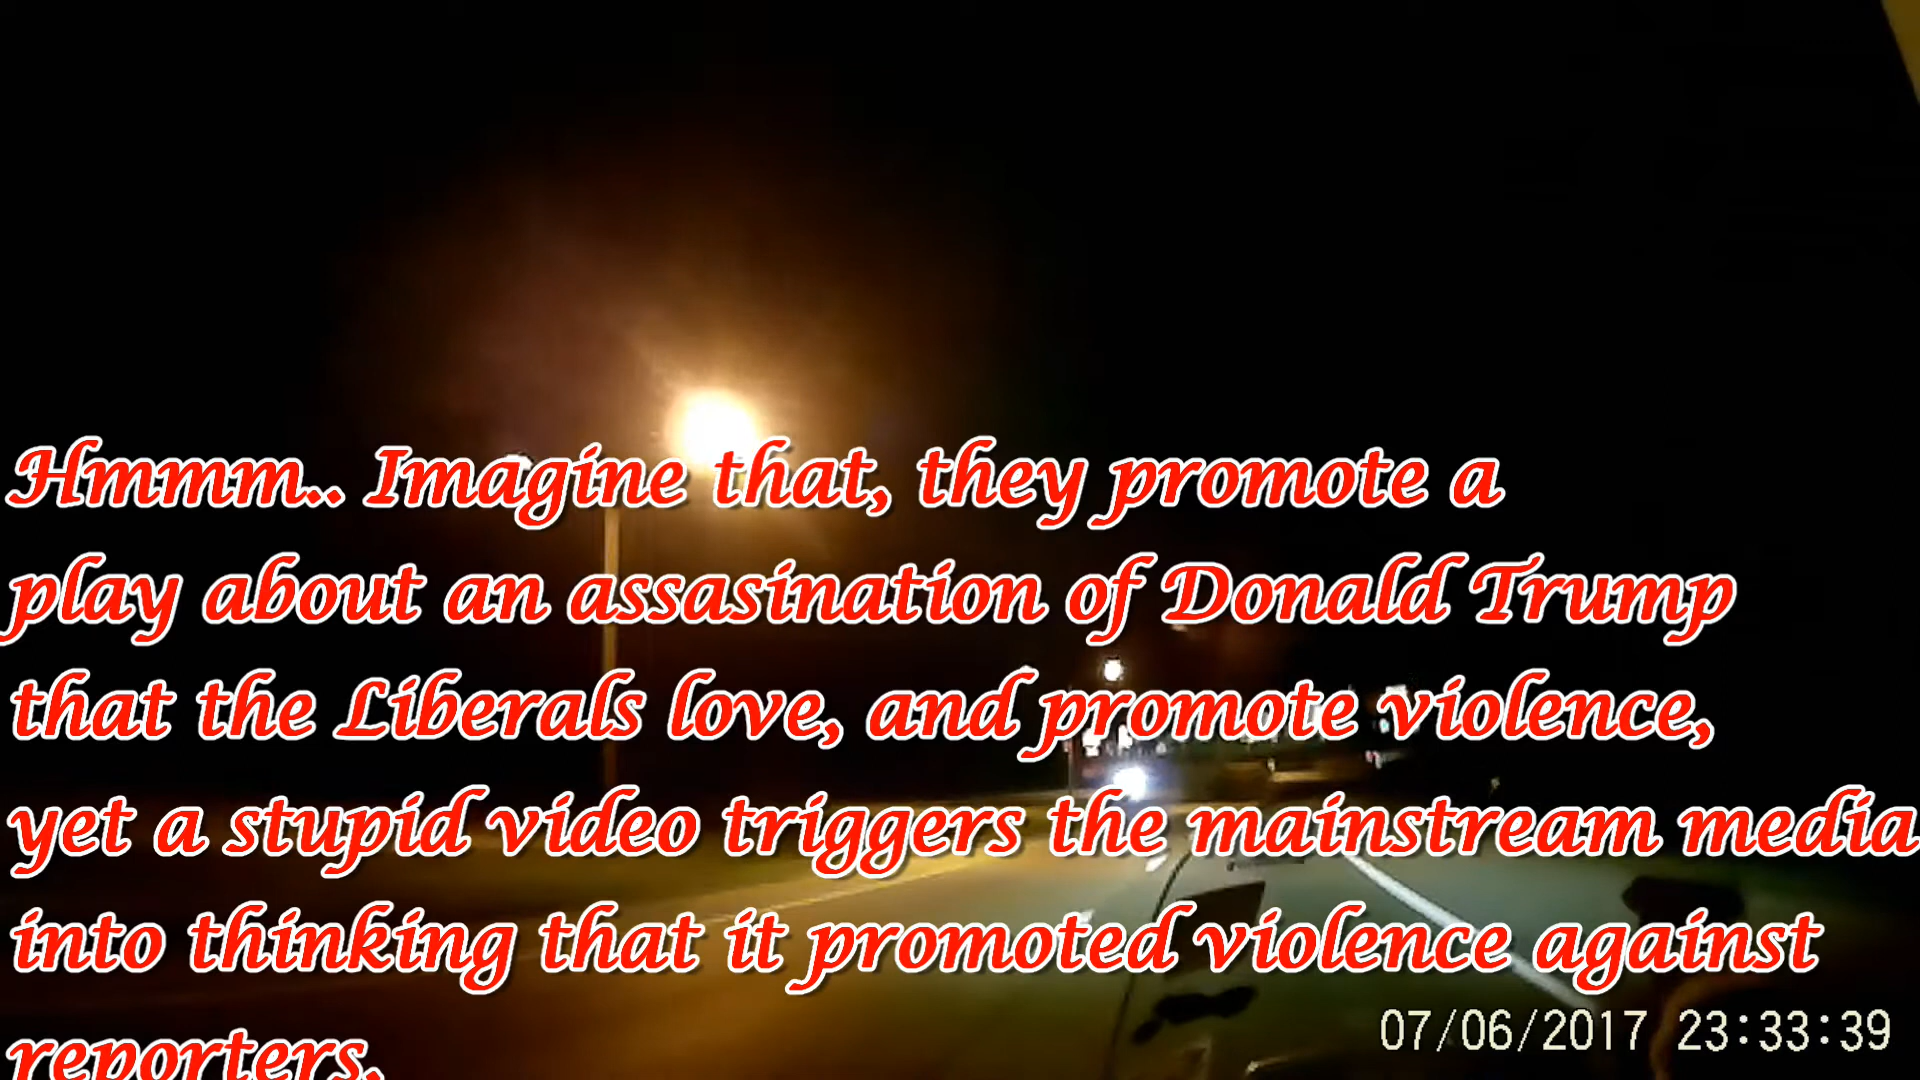 Hmmm.. Imagine that, they promote a
play about an assasination of Donald Trump
that the Liberals love, and promote violence,
yet a stupid video triggers the mainstream media
into thinking that it promoted violence against
reporters.
07/06/2017 23:33:39